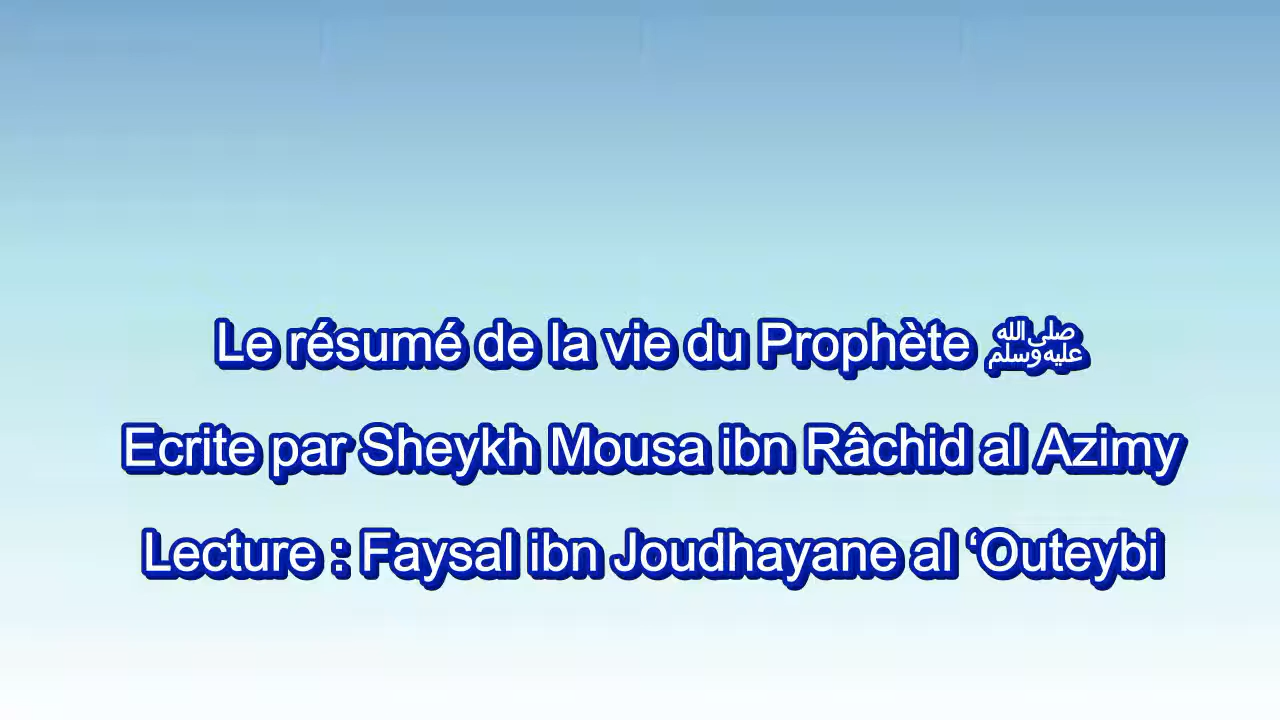 Le résumé de la vie du Prophète ﷺ
Ecrite par Sheykh Mousa ibn Râchid al Azimy
Lecture : Faysal ibn Joudhayane al ‘Outeybi